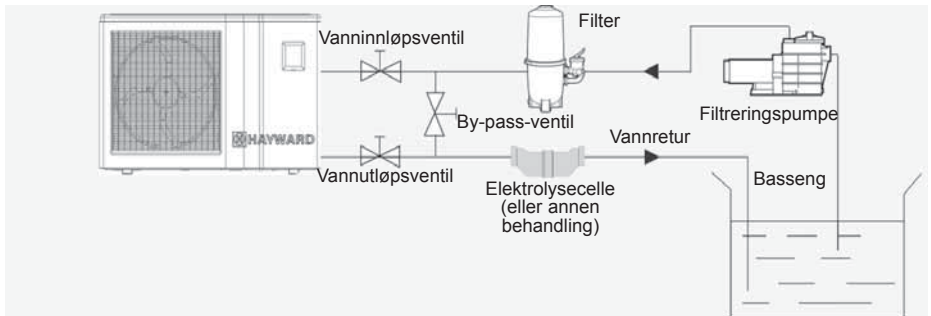 Filter
Vanninnløpsventil
By-pass-ventil
Filtreringspumpe
HAYWARD
Vannutløpsventil
Vannretur
Elektrolysecelle
(eller annen
behandling)
Basseng